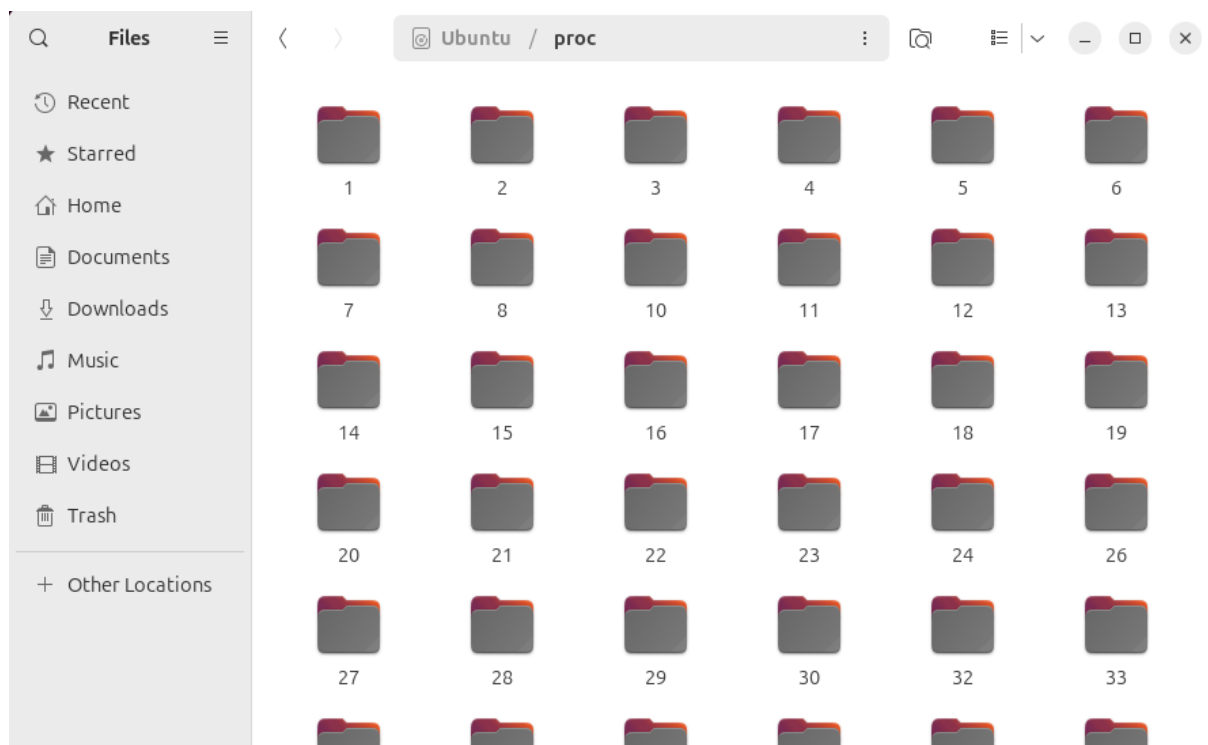 Files
Ubuntu / proc
Recent
Starred
Home
Documents
Downloads
Music
Pictures
Videos
Trash
+ Other Locations
1 2 3 4 5 6
7 8 10 11 12 13
14 15 16 17 18 19
20 21 22 23 24 26
27 28 29 30 32 33